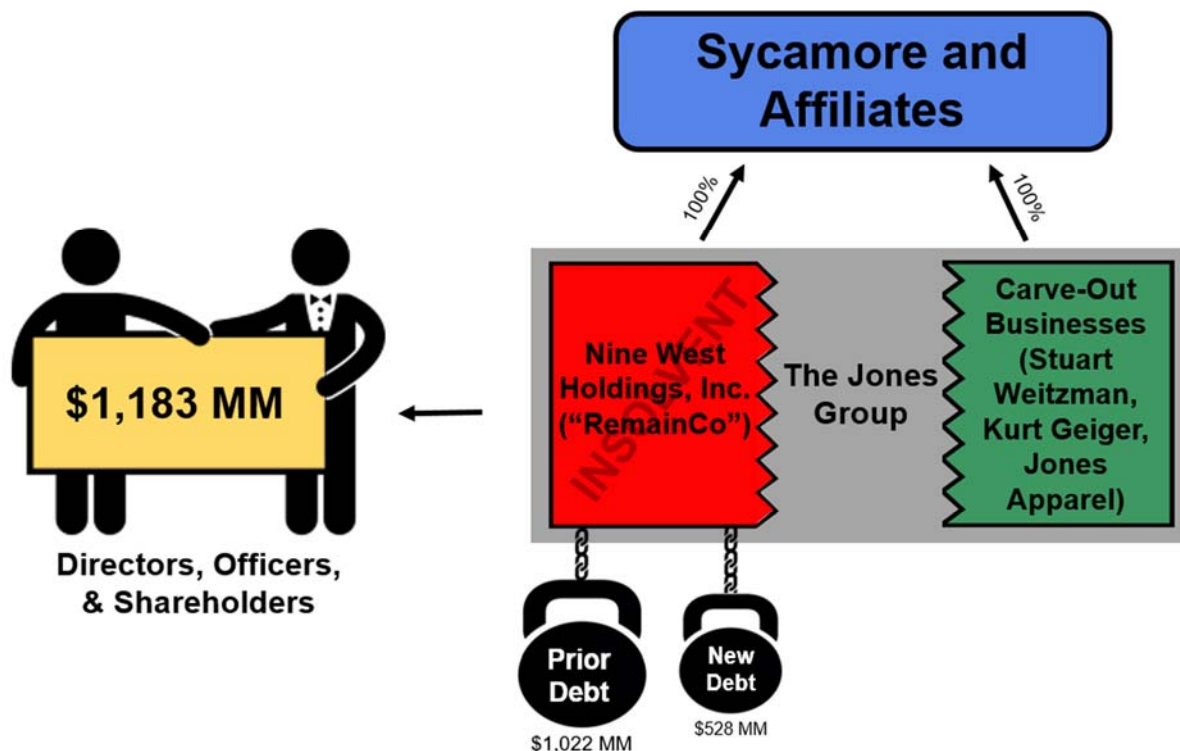 Sycamore and
Affiliates
100%
100%
$1,183 MM
Directors, Officers,
& Shareholders
INSOLVENT
Nine West
Holdings, Inc.
(“RemainCo”)
The Jones
Group
Carve-Out
Businesses
(Stuart
Weitzman,
Kurt Geiger,
Jones
Apparel)
Prior
Debt
$1,022 MM
New
Debt
$528 MM